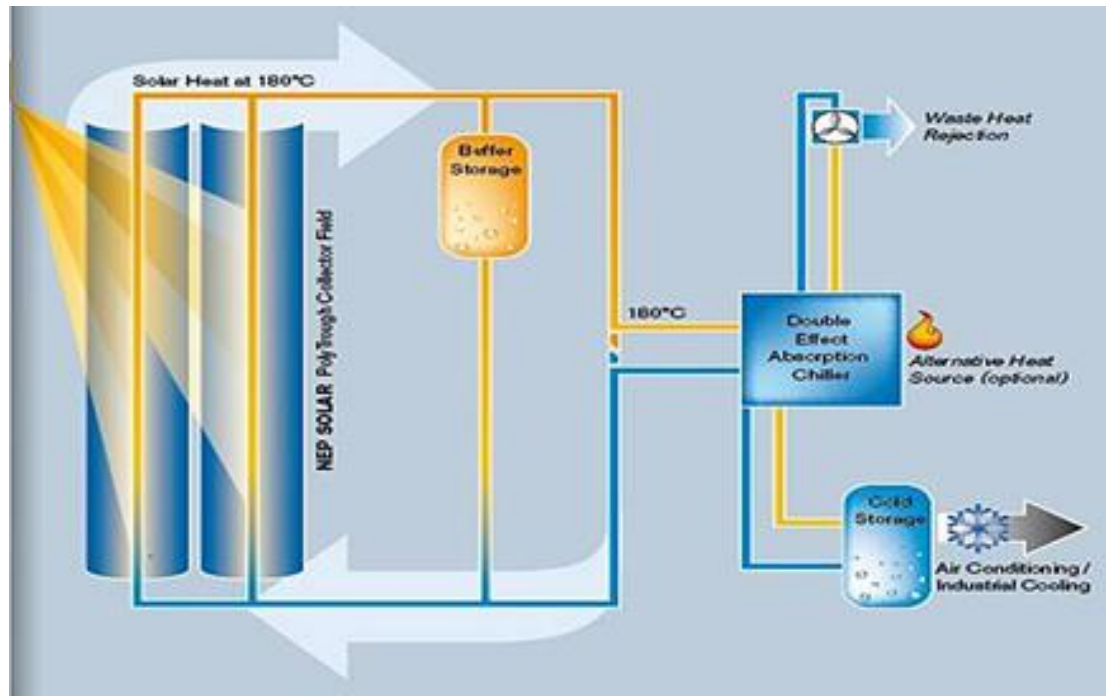 Solar Heat at 180°C
Buffer
Storage
NEP SOLAR PolyTrough Collector Field
180°C
Waste Heat
Rejection
Double
Effect
Absorption
Chiller
Alternative Heat
Source (optional)
Cold
Storage
Air Conditioning /
Industrial Cooling